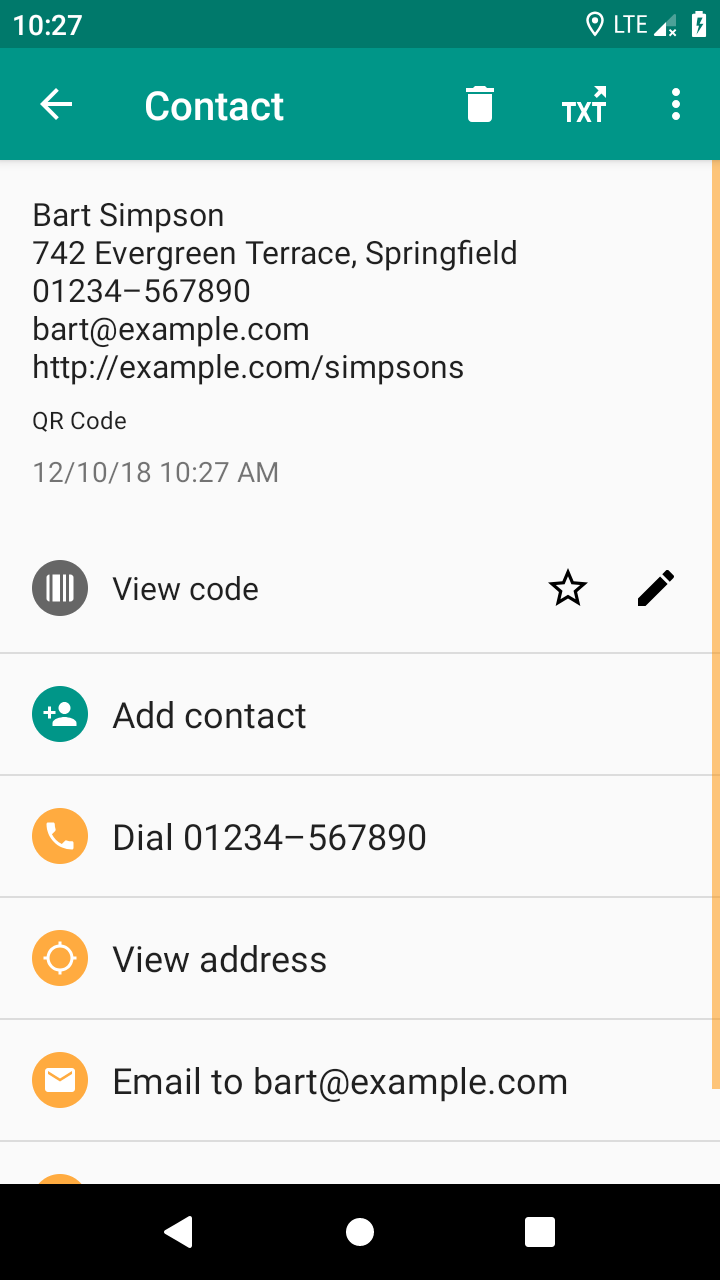 10:27
LTE
Contact
TXT
Bart Simpson
742 Evergreen Terrace, Springfield
01234–567890
bart@example.com
http://example.com/simpsons
QR Code
12/10/18 10:27 AM
View code
Add contact
Dial 01234–567890
View address
Email to bart@example.com